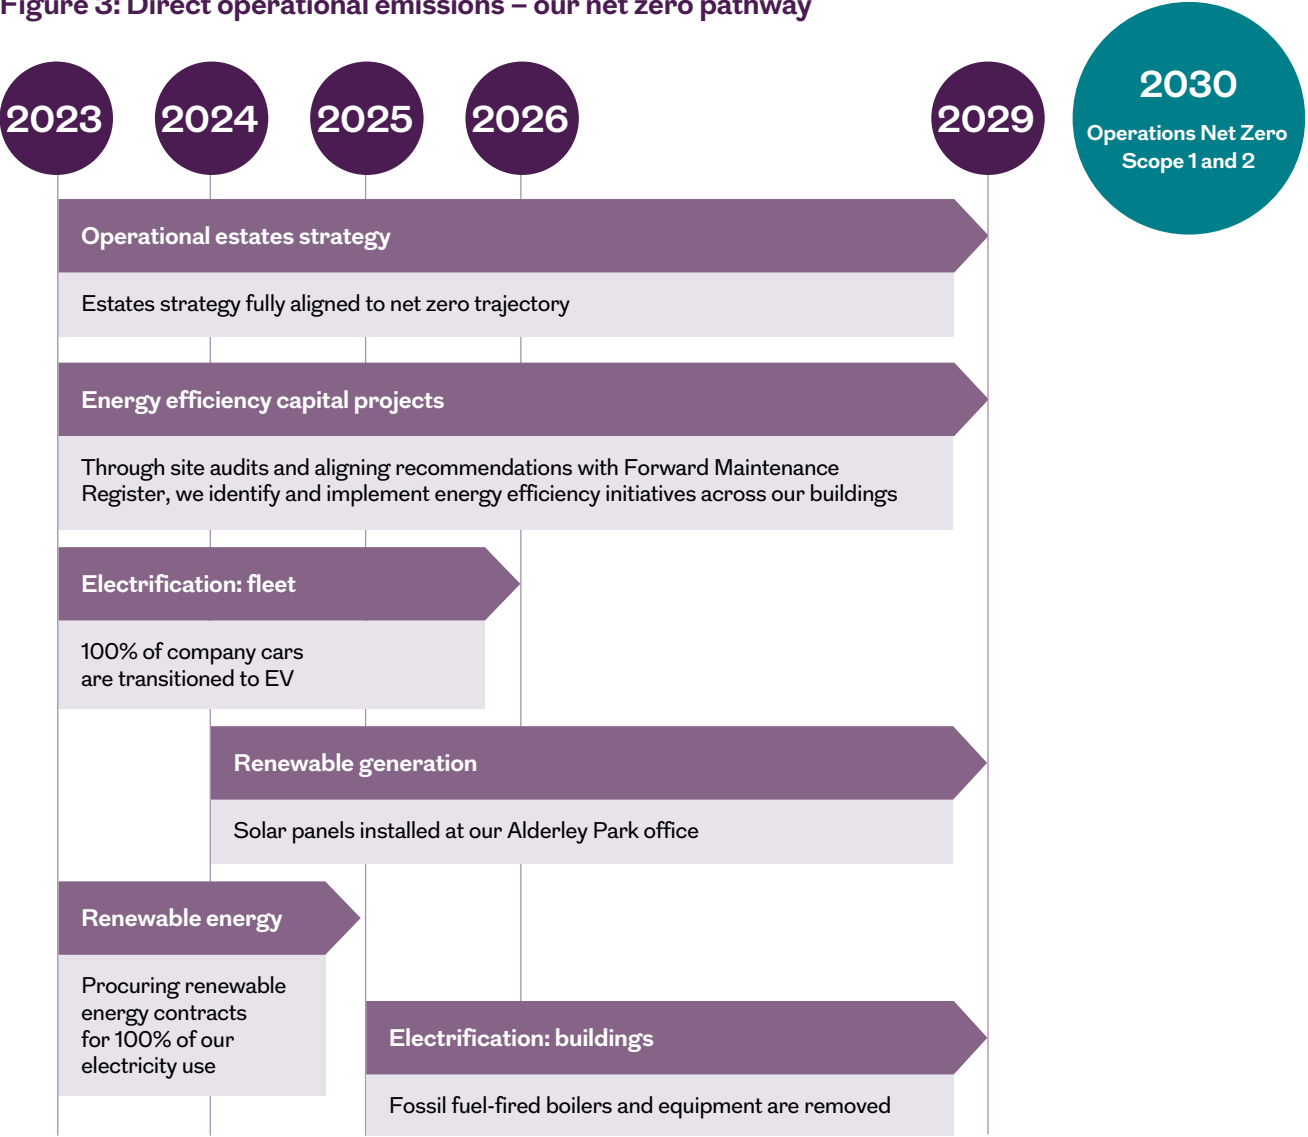 Figure 3: Direct operational emissions – our net zero pathway
2023
2024
2025
2026
2029
2030
Operations Net Zero
Scope 1 and 2
Operational estates strategy
Estates strategy fully aligned to net zero trajectory
Energy efficiency capital projects
Through site audits and aligning recommendations with Forward Maintenance
Register, we identify and implement energy efficiency initiatives across our buildings
Electrification: fleet
100% of company cars
are transitioned to EV
Renewable generation
Solar panels installed at our Alderley Park office
Renewable energy
Procuring renewable
energy contracts
for 100% of our
electricity use
Electrification: buildings
Fossil fuel-fired boilers and equipment are removed